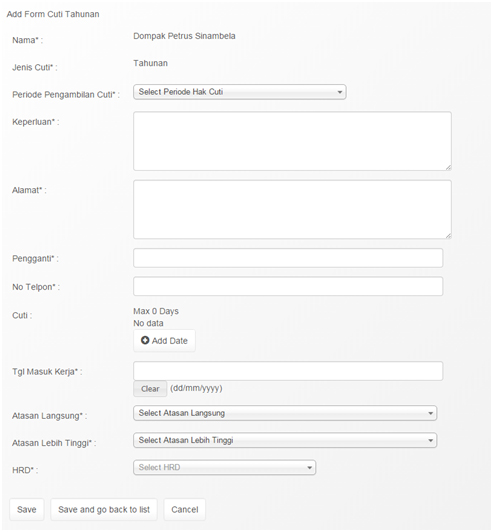 Add Form Cuti Tahunan
Nama* : Dompak Petrus Sinambela
Jenis Cuti* : Tahunan
Periode Pengambilan Cuti* : Select Periode Hak Cuti
Keperluan* :
Alamat* :
Pengganti* :
No Telpon* :
Cuti : Max 0 Days
No data
Add Date
Tgl Masuk Kerja* :
Clear (dd/mm/yyyy)
Atasan Langsung* : Select Atasan Langsung
Atasan Lebih Tinggi* : Select Atasan Lebih Tinggi
HRD* : Select HRD
Save Save and go back to list Cancel